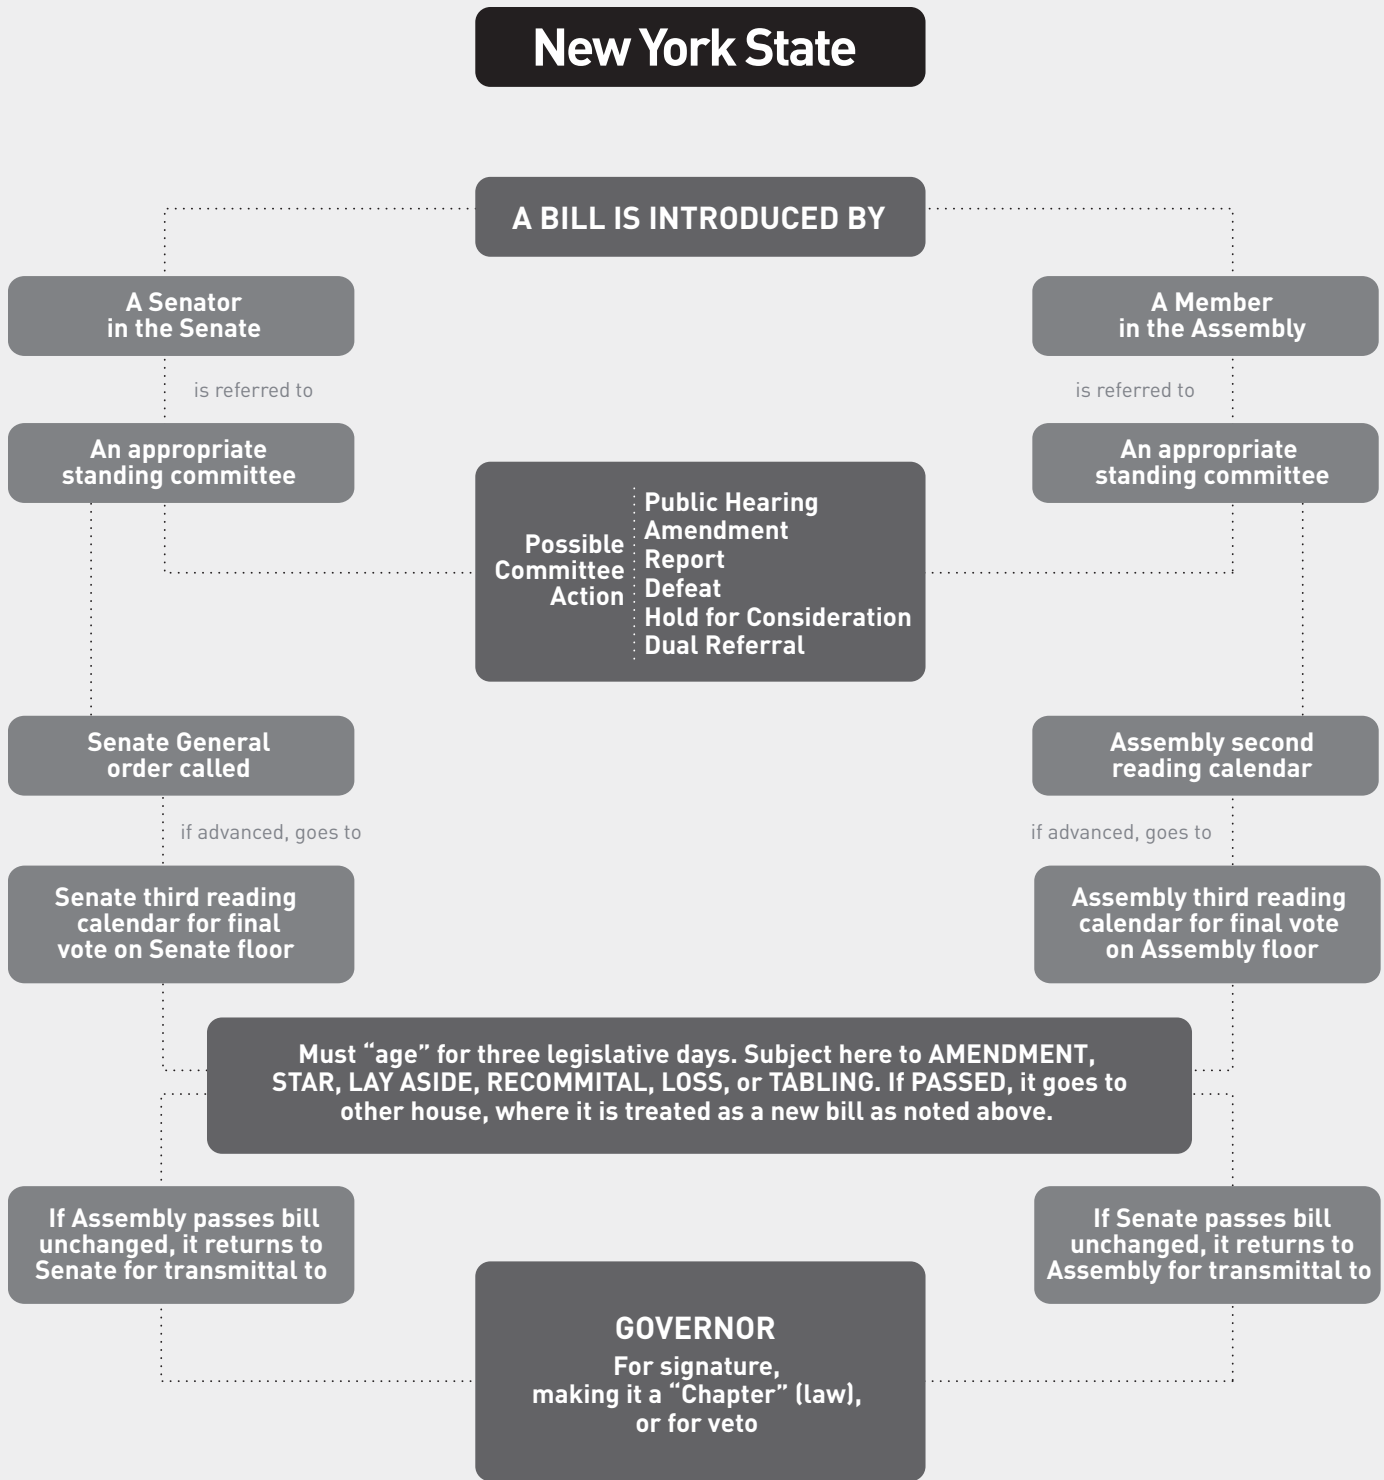 New York State
A BILL IS INTRODUCED BY
A Senator
in the Senate
A Member
in the Assembly
is referred to
is referred to
An appropriate
standing committee
An appropriate
standing committee
Possible
Committee
Action
Public Hearing
Amendment
Report
Defeat
Hold for Consideration
Dual Referral
Senate General
order called
Assembly second
reading calendar
if advanced, goes to
if advanced, goes to
Senate third reading
calendar for final
vote on Senate floor
Assembly third reading
calendar for final vote
on Assembly floor
Must “age” for three legislative days. Subject here to AMENDMENT,
STAR, LAY ASIDE, RECOMMITAL, LOSS, or TABLING. If PASSED, it goes to
other house, where it is treated as a new bill as noted above.
If Assembly passes bill
unchanged, it returns to
Senate for transmittal to
If Senate passes bill
unchanged, it returns to
Assembly for transmittal to
GOVERNOR
For signature,
making it a “Chapter” (law),
or for veto